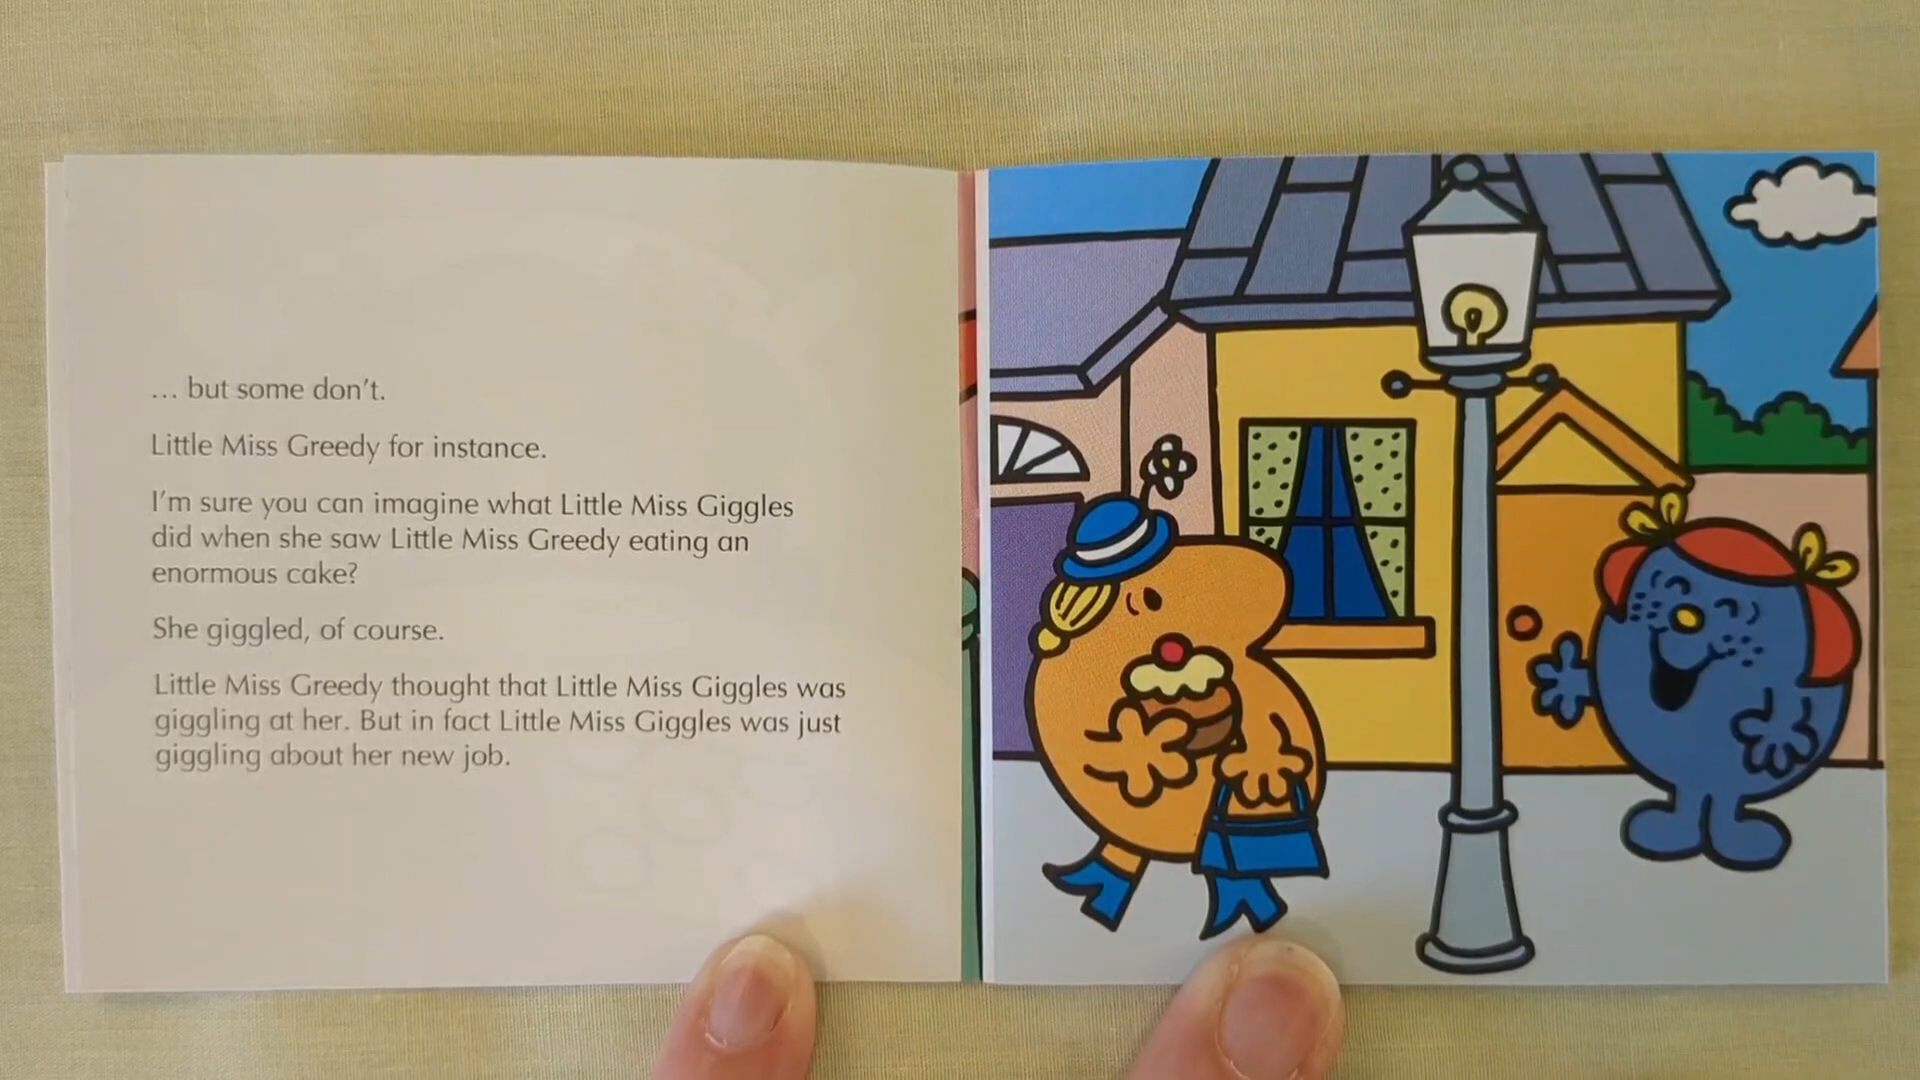 … but some don't.
Little Miss Greedy for instance.
I'm sure you can imagine what Little Miss Giggles
did when she saw Little Miss Greedy eating an
enormous cake?
She giggled, of course.
Little Miss Greedy thought that Little Miss Giggles was
giggling at her. But in fact Little Miss Giggles was just
giggling about her new job.